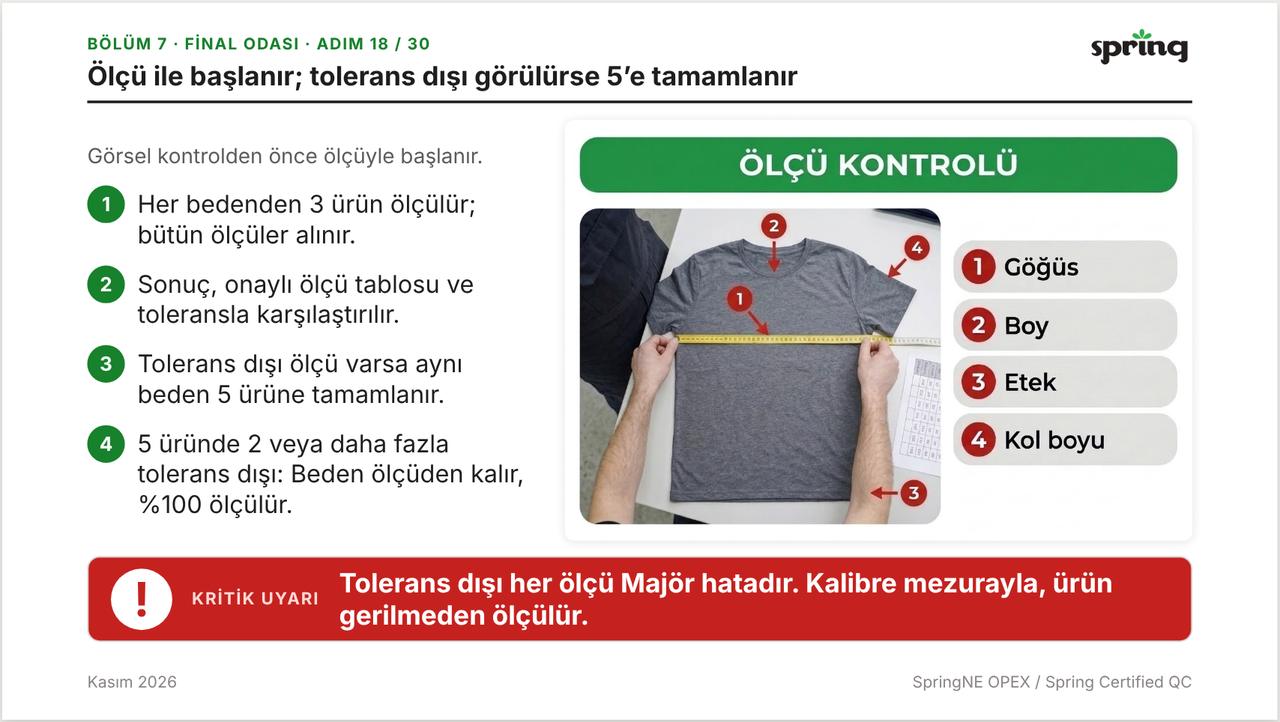 BÖLÜM 7 · FİNAL ODASI · ADIM 18 / 30
spring
Ölçü ile başlanır; tolerans dışı görülürse 5’e tamamlanır
Görsel kontrolden önce ölçüyle başlanır.
1 Her bedenden 3 ürün ölçülür;
bütün ölçüler alınır.
2 Sonuç, onaylı ölçü tablosu ve
toleransla karşılaştırılır.
3 Tolerans dışı ölçü varsa aynı
beden 5 ürüne tamamlanır.
4 5 üründe 2 veya daha fazla
tolerans dışı: Beden ölçüden kalır,
%100 ölçülür.
ÖLÇÜ KONTROLÜ
2
4
1
3
1 Göğüs
2 Boy
3 Etek
4 Kol boyu
! KRİTİK UYARI
Tolerans dışı her ölçü Majör hatadır. Kalibre mezurayla, ürün
gerilmeden ölçülür.
Kasım 2026
SpringNE OPEX / Spring Certified QC